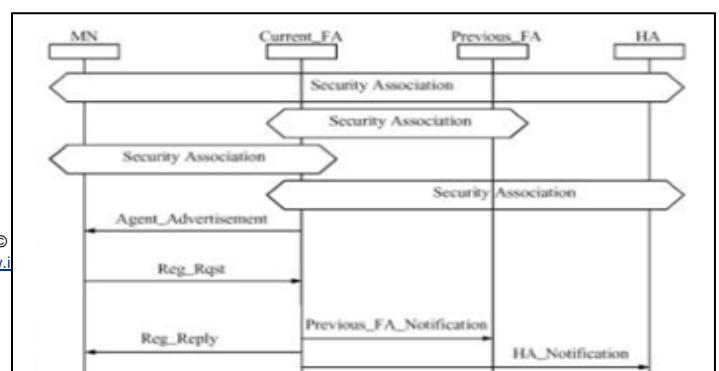 MN Current_FA Previous_FA HA
Security Association
Security Association
Security Association
Security Association
Agent_Advertisement
©
Reg_Rqst
Previous_FA_Notification
Reg_Reply
HA_Notification